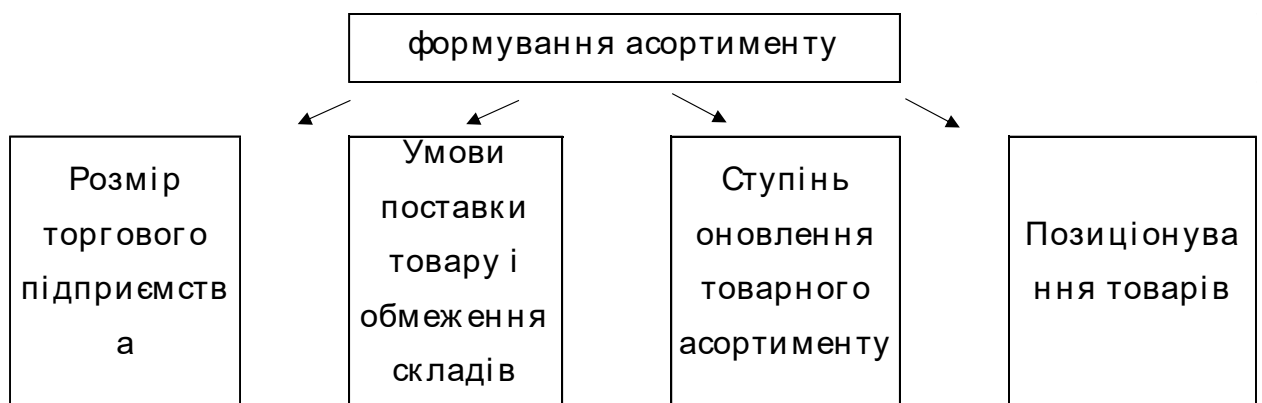 формування асортименту
Розмір
торгового
підприємств
а
Умови
поставки
товару і
обмеження
складів
Ступінь
оновлення
товарного
асортименту
Позиціонува
ння товарів